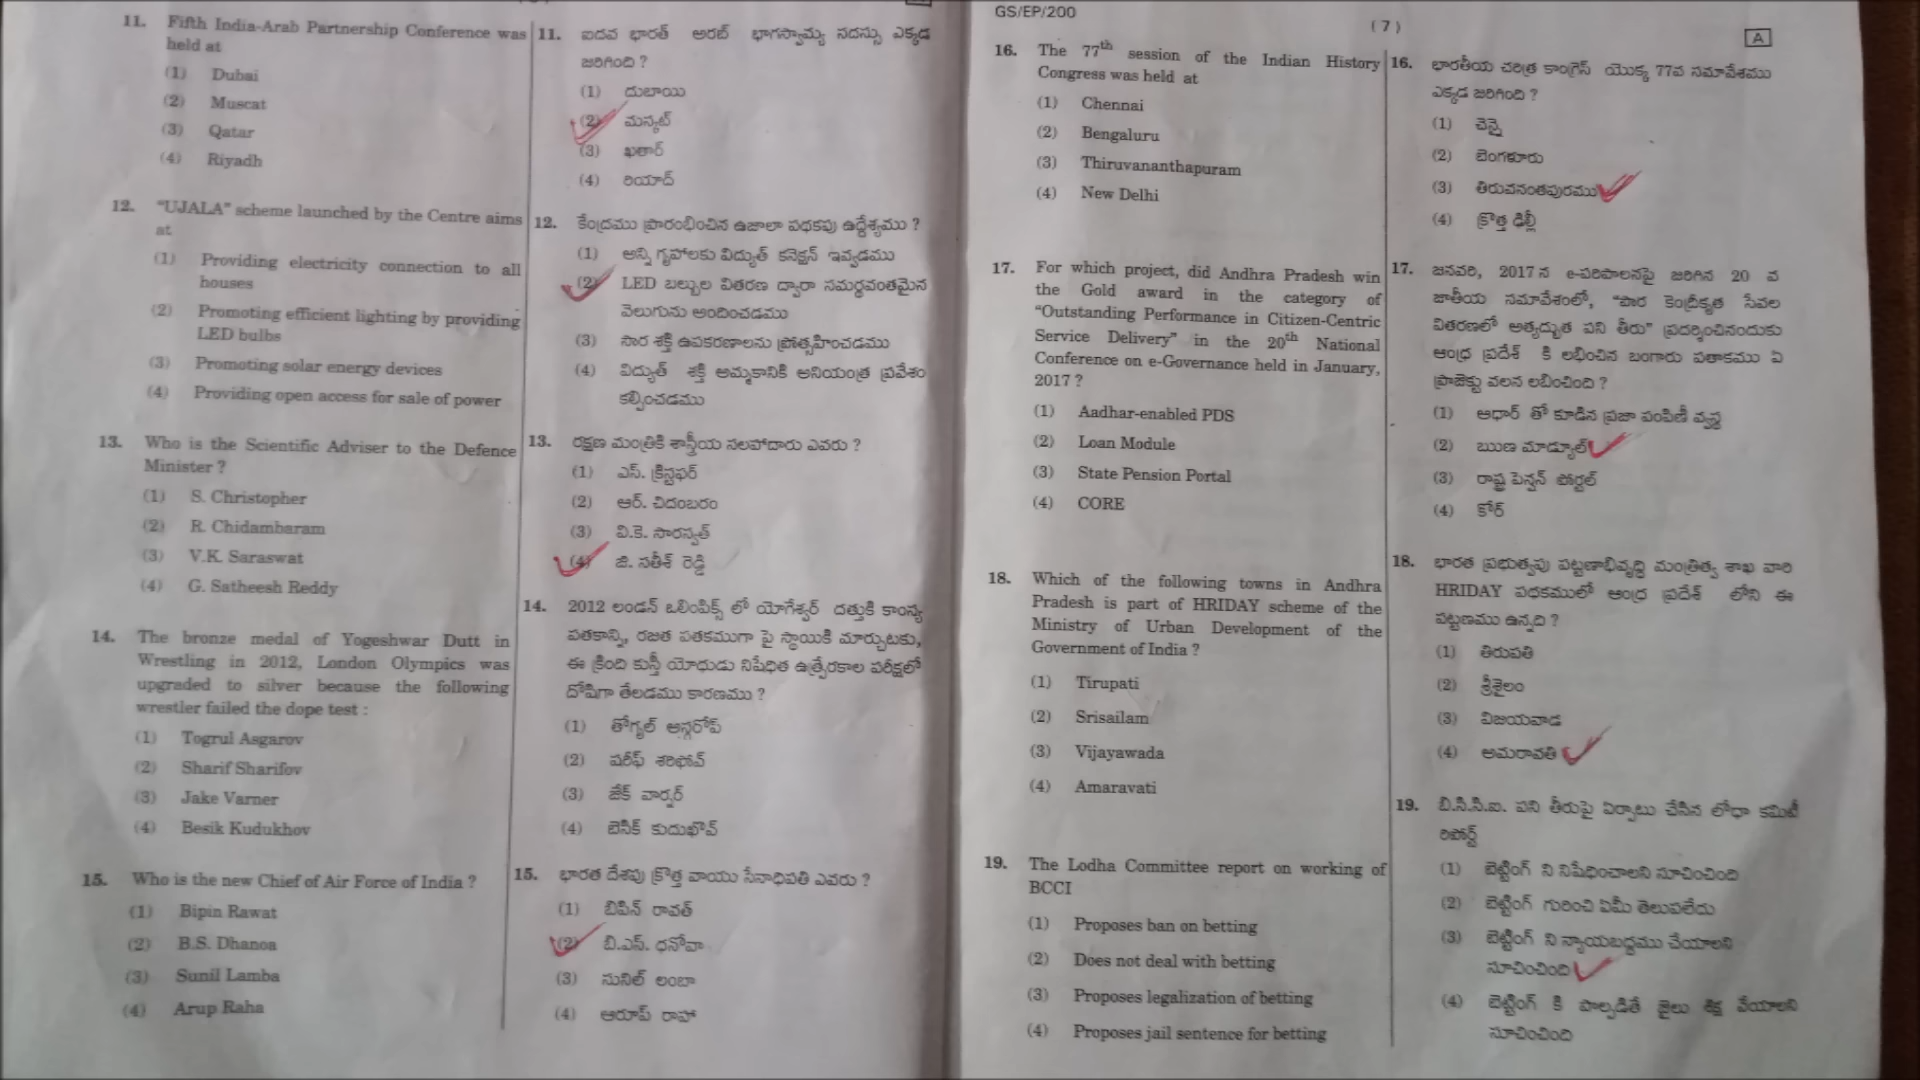 11. Fifth India-Arab Partnership Conference was
held at
(1) Dubai
(2) Muscat
(3) Qatar
(4) Riyadh
12. “UJALA” scheme launched by the Centre aims
at
(1) Providing electricity connection to all
houses
(2) Promoting efficient lighting by providing
LED bulbs
(3) Promoting solar energy devices
(4) Providing open access for sale of power
13. Who is the Scientific Adviser to the Defence
Minister ?
(1) S. Christopher
(2) R. Chidambaram
(3) V.K. Saraswat
(4) G. Satheesh Reddy
14. The bronze medal of Yogeshwar Dutt in
Wrestling in 2012, London Olympics was
upgraded to silver because the following
wrestler failed the dope test :
(1) Togrul Asgarov
(2) Sharif Sharifov
(3) Jake Varner
(4) Besik Kudukhov
15. Who is the new Chief of Air Force of India ?
(1) Bipin Rawat
(2) B.S. Dhanoa
(3) Sunil Lamba
(4) Arup Raha
11. ఐదవ భారత్ అరబ్ భాగస్వామ్య సదస్సు ఎక్కడ
జరిగింది ?
(1) దుబాయి
(2) మస్కట్
(3) ఖతార్
(4) రియాద్
12. కేంద్రము ప్రారంభించిన ఉజాలా పథకపు ఉద్దేశ్యము ?
(1) అన్ని గృహాలకు విద్యుత్ కనెక్షన్ ఇవ్వడము
(2) LED బల్బుల వితరణ ద్వారా సమర్థవంతమైన
వెలుగును అందించడము
(3) సౌర శక్తి ఉపకరణాలను ప్రోత్సహించడము
(4) విద్యుత్ శక్తి అమ్మకానికి అనియంత్ర ప్రవేశం
కల్పించడము
13. రక్షణ మంత్రికి శాస్త్రీయ సలహాదారు ఎవరు ?
(1) ఎస్. క్రిస్టఫర్
(2) ఆర్. చిదంబరం
(3) వి.కె. సారస్వత్
(4) జి. సతీశ్ రెడ్డి
14. 2012 లండన్ ఒలింపిక్స్ లో యోగేశ్వర్ దత్తుకి కాంస్య
పతకాన్ని, రజత పతకముగా పై స్థాయికి మార్చుటకు,
ఈ క్రింది కుస్తీ యోధుడు నిషేధిత ఉత్ప్రేరకాల పరీక్షలో
దోషిగా తేలడము కారణము ?
(1) తోగ్రుల్ అస్గరోవ్
(2) షరీఫ్ శరిఫోవ్
(3) జేక్ వార్నర్
(4) బెసిక్ కుదుఖోవ్
15. భారత దేశపు క్రొత్త వాయు సేనాధిపతి ఎవరు ?
(1) బిపిన్ రావత్
(2) బి.ఎస్. ధనోవా
(3) సునిల్ లంబా
(4) ఆరూప్ రాహా
GS/EP/200
( 7 )
A
16. The 77th session of the Indian History
Congress was held at
(1) Chennai
(2) Bengaluru
(3) Thiruvananthapuram
(4) New Delhi
17. For which project, did Andhra Pradesh win
the Gold award in the category of
“Outstanding Performance in Citizen-Centric
Service Delivery” in the 20th National
Conference on e-Governance held in January,
2017 ?
(1) Aadhar-enabled PDS
(2) Loan Module
(3) State Pension Portal
(4) CORE
18. Which of the following towns in Andhra
Pradesh is part of HRIDAY scheme of the
Ministry of Urban Development of the
Government of India ?
(1) Tirupati
(2) Srisailam
(3) Vijayawada
(4) Amaravati
19. The Lodha Committee report on working of
BCCI
(1) Proposes ban on betting
(2) Does not deal with betting
(3) Proposes legalization of betting
(4) Proposes jail sentence for betting
16. భారతీయ చరిత్ర కాంగ్రెస్ యొక్క 77వ సమావేశము
ఎక్కడ జరిగింది ?
(1) చెన్నై
(2) బెంగళూరు
(3) తిరువనంతపురము
(4) క్రొత్త ఢిల్లీ
17. జనవరి, 2017 న e-పరిపాలనపై జరిగిన 20 వ
జాతీయ సమావేశంలో, “పౌర కేంద్రీకృత సేవల
వితరణలో అత్యద్భుత పని తీరు” ప్రదర్శించినందుకు
ఆంధ్ర ప్రదేశ్ కి లభించిన బంగారు పతాకము ఏ
ప్రాజెక్టు వలన లభించింది ?
(1) ఆధార్ తో కూడిన ప్రజా పంపిణీ వ్యవస్థ
(2) ఋణ మాడ్యూల్
(3) రాష్ట్ర పెన్షన్ పోర్టల్
(4) కోర్
18. భారత ప్రభుత్వపు పట్టణాభివృద్ధి మంత్రిత్వ శాఖ వారి
HRIDAY పథకములో ఆంధ్ర ప్రదేశ్ లోని ఈ
పట్టణము ఉన్నది ?
(1) తిరుపతి
(2) శ్రీశైలం
(3) విజయవాడ
(4) అమరావతి
19. బి.సి.సి.ఐ. పని తీరుపై ఏర్పాటు చేసిన లోధా కమిటీ
రిపోర్ట్
(1) బెట్టింగ్ ని నిషేధించాలని సూచించింది
(2) బెట్టింగ్ గురించి ఏమీ తెలుపలేదు
(3) బెట్టింగ్ ని న్యాయబద్ధము చేయాలని
సూచించింది
(4) బెట్టింగ్ కి పాల్పడితే జైలు శిక్ష వేయాలని
సూచించింది